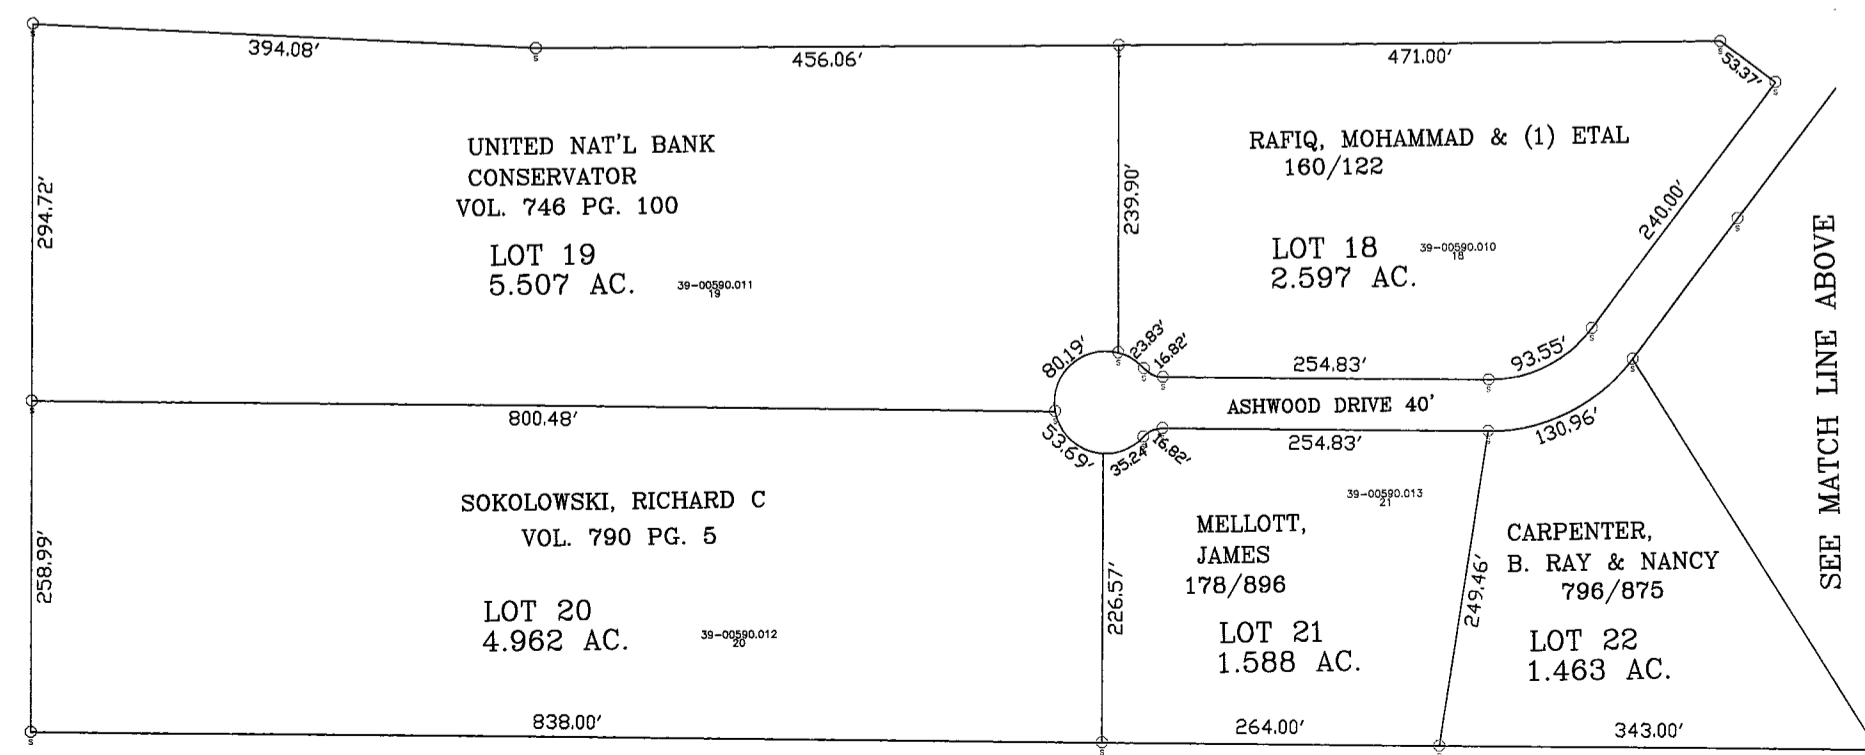 394.08'
456.06'
471.00'
53.37'
UNITED NAT'L BANK
CONSERVATOR
VOL. 746 PG. 100
LOT 19
5.507 AC.
39-00590.011
19
294.72'
239.90'
RAFIQ, MOHAMMAD & (1) ETAL
160/122
LOT 18
2.597 AC.
39-00590.010
18
240.00'
80.19'
23.83'
16.82'
254.83'
93.55'
ASHWOOD DRIVE 40'
800.48'
53.69'
35.24'
16.82'
254.83'
130.96'
SEE MATCH LINE ABOVE
SOKOLOWSKI, RICHARD C
VOL. 790 PG. 5
LOT 20
4.962 AC.
39-00590.012
20
258.99'
226.57'
39-00590.013
21
MELLOTT,
JAMES
178/896
LOT 21
1.588 AC.
249.46'
CARPENTER,
B. RAY & NANCY
796/875
LOT 22
1.463 AC.
838.00'
264.00'
343.00'